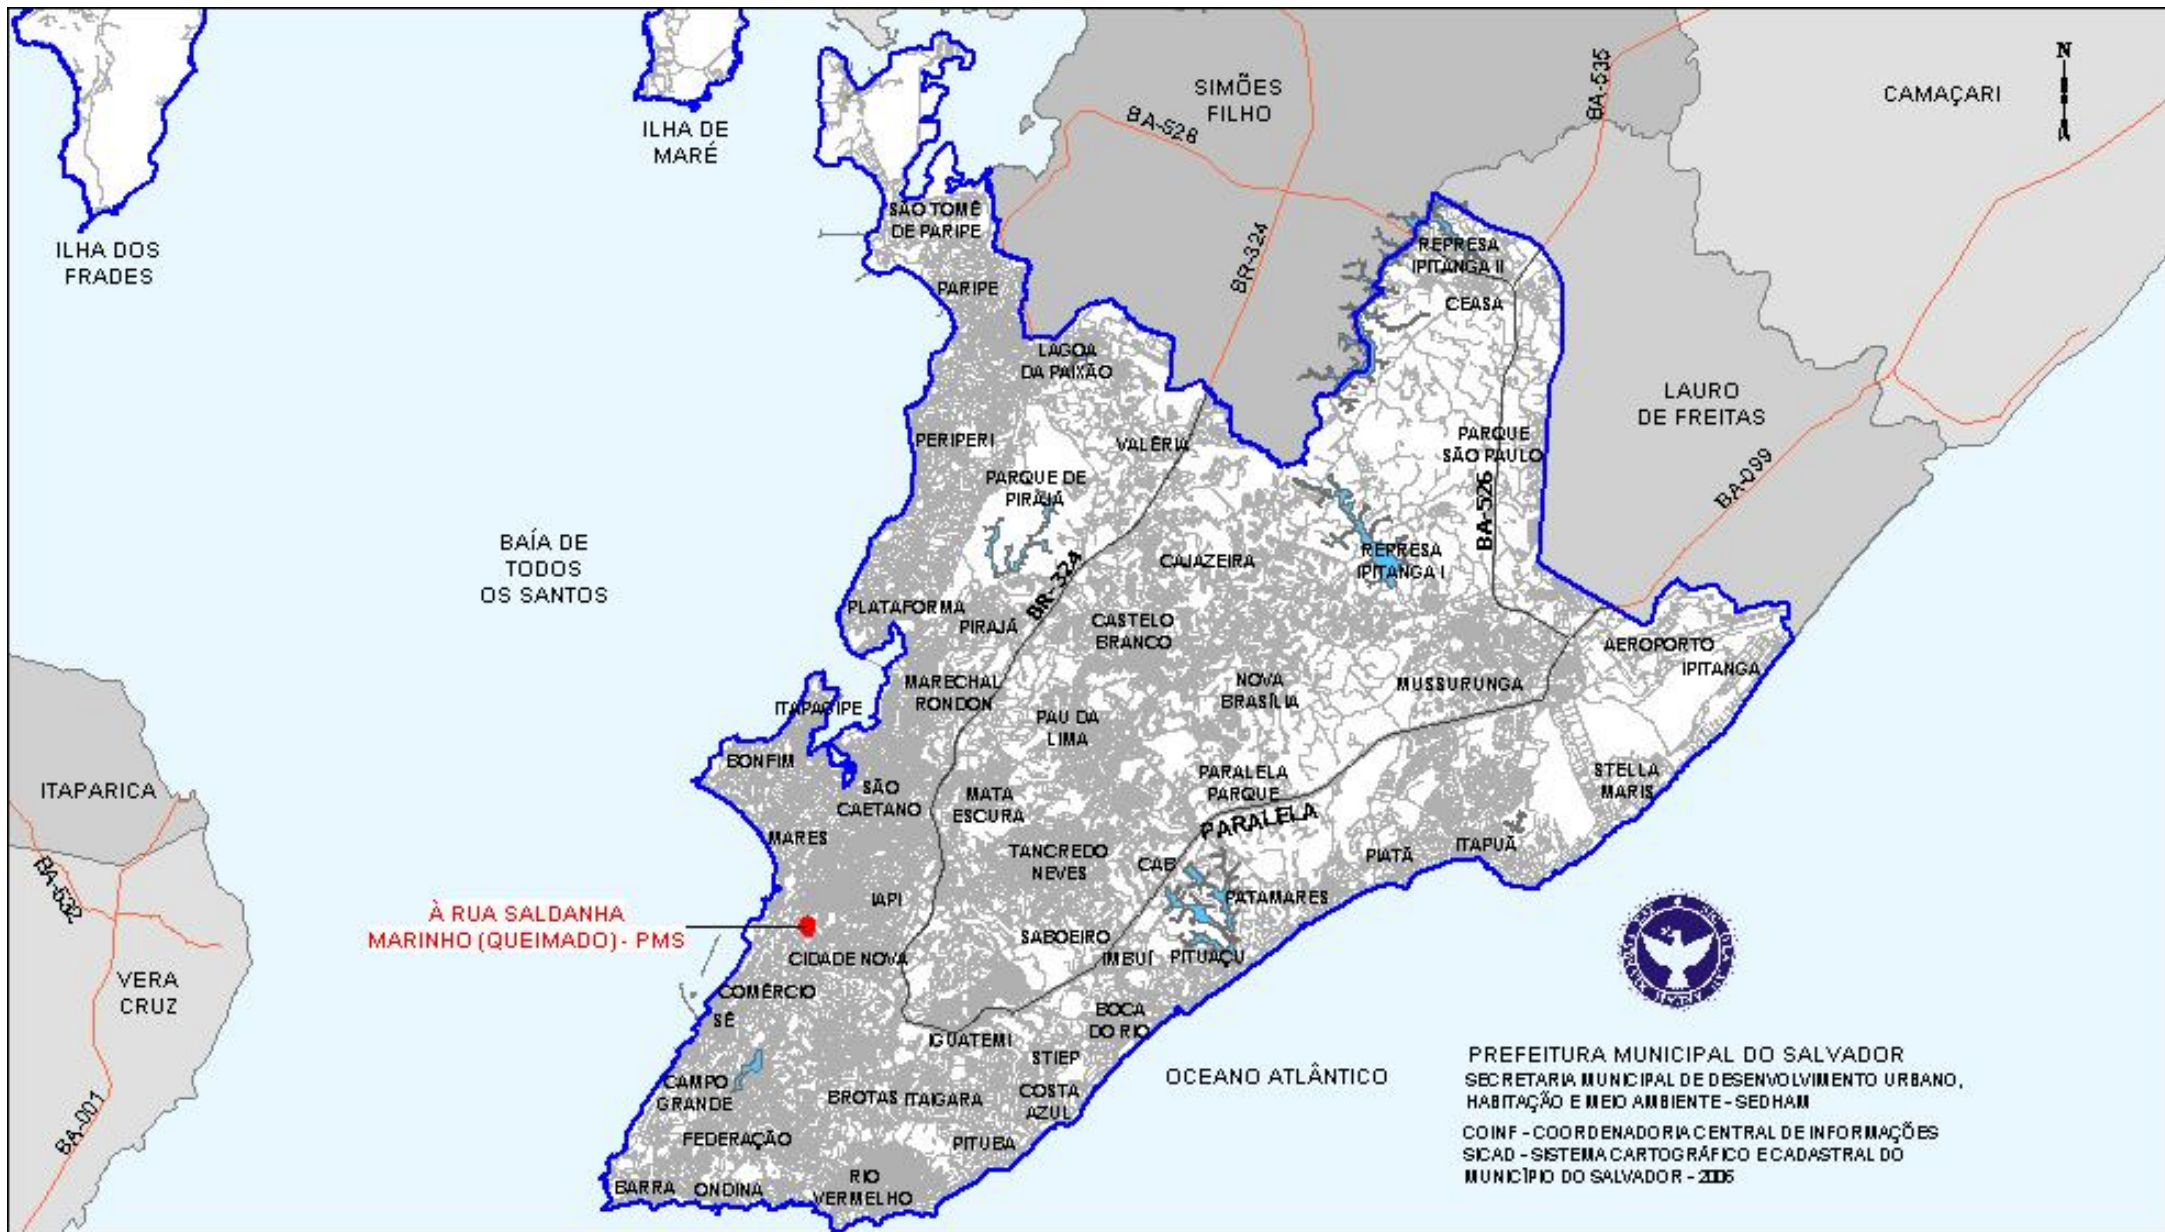 N
SIMÕES
FILHO
CAMAÇARI
BA-535
BA-526
ILHA DE
MARÉ
ILHA DOS
FRADES
SÃO TOMÉ
DE PARIPE
BR-324
REPRESA
IPITANGA II
CEASA
PARIPE
LAGOA
DA PAIXÃO
LAURO
DE FREITAS
PERIPERI
VALÉRIA
PARQUE
SÃO PAULO
PARQUE DE
PIRAJÁ
BA-099
BA-526
BAÍA DE
TODOS
OS SANTOS
CAJAZEIRA
REPRESA
IPITANGA I
BR-324
PLATAFORMA
PIRAJÁ
CASTELO
BRANCO
AEROPORTO
IPITANGA
MARECHAL
RONDON
NOVA
BRASÍLIA
MUSSURUNGA
ITAPAGIPE
PAU DA
LIMA
BONFIM
PARALELA
PARQUE
STELLA
MARIS
ITAPARICA
SÃO
CAETANO
MATA
ESCURA
PARALELA
MARES
TANCREDO
NEVES
CAB
PIATÃ
ITAPUÃ
BA-532
IAPI
PATAMARES
À RUA SALDANHA
MARINHO (QUEIMADO) - PMS
SABOEIRO
CIDADE NOVA
IMBUÍ
PITUAÇU
VERA
CRUZ
COMÉRCIO
SÉ
BOCA
DO RIO
IGUATEMI
STIEP
OCEANO ATLÂNTICO
CAMPO
GRANDE
BROTAS
ITAIGARA
COSTA
AZUL
BA-001
FEDERAÇÃO
PITUBA
BARRA
ONDINA
RIO
VERMELHO
PREFEITURA MUNICIPAL DO SALVADOR
SECRETARIA MUNICIPAL DE DESENVOLVIMENTO URBANO,
HABITAÇÃO E MEIO AMBIENTE - SEDHAM
COINF - COORDENADORIA CENTRAL DE INFORMAÇÕES
SICAD - SISTEMA CARTOGRÁFICO E CADASTRAL DO
MUNICÍPIO DO SALVADOR - 2006